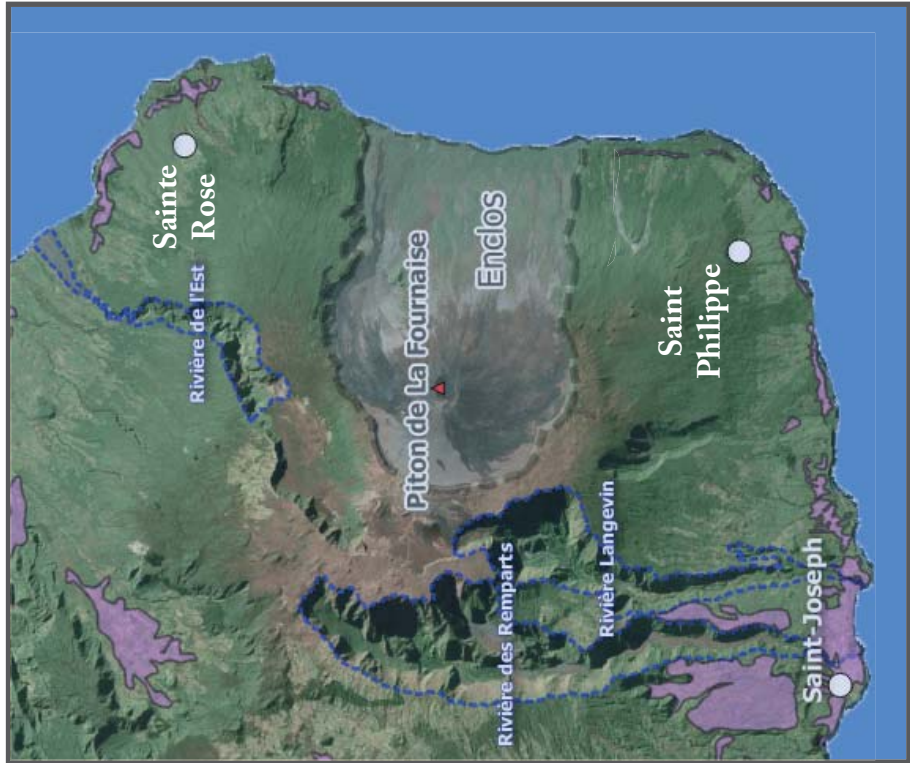 Sainte
Rose
Rivière de l'Est
Piton de La Fournaise
Enclos
Saint
Philippe
Rivière des Remparts
Rivière Langevin
Saint-Joseph